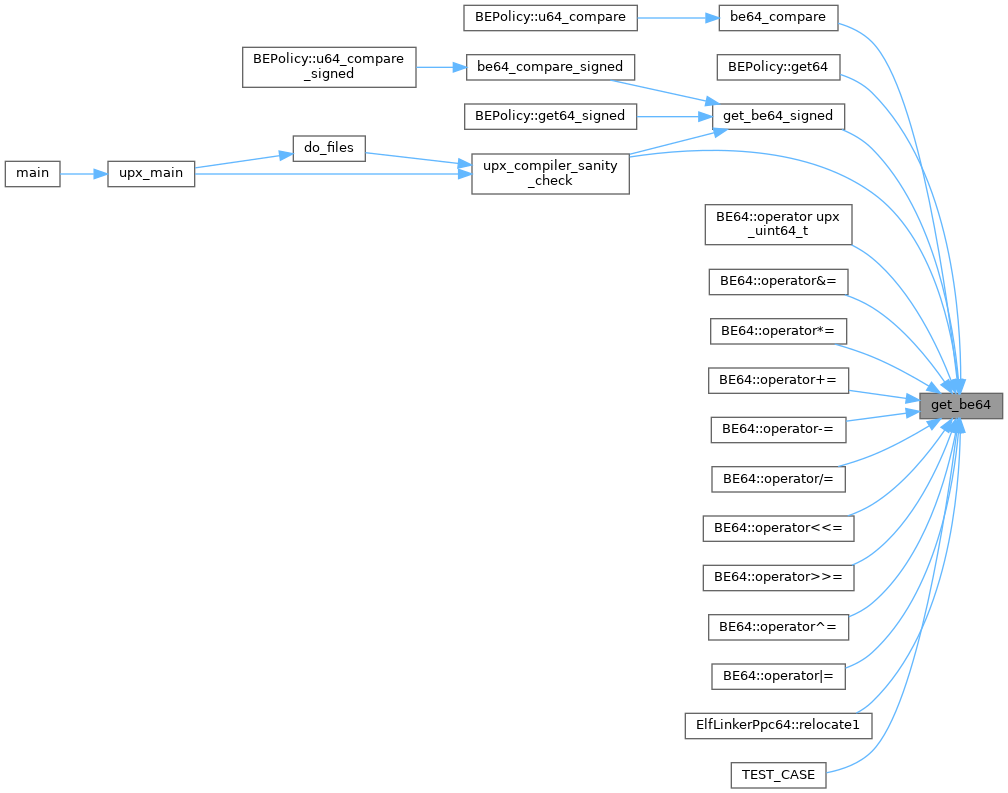 BEPolicy::u64_compare
be64_compare
BEPolicy::u64_compare
_signed
be64_compare_signed
BEPolicy::get64
BEPolicy::get64_signed
get_be64_signed
main
upx_main
do_files
upx_compiler_sanity
_check
BE64::operator upx
_uint64_t
BE64::operator&=
BE64::operator*=
BE64::operator+=
get_be64
BE64::operator-=
BE64::operator/=
BE64::operator<<=
BE64::operator>>=
BE64::operator^=
BE64::operator|=
ElfLinkerPpc64::relocate1
TEST_CASE